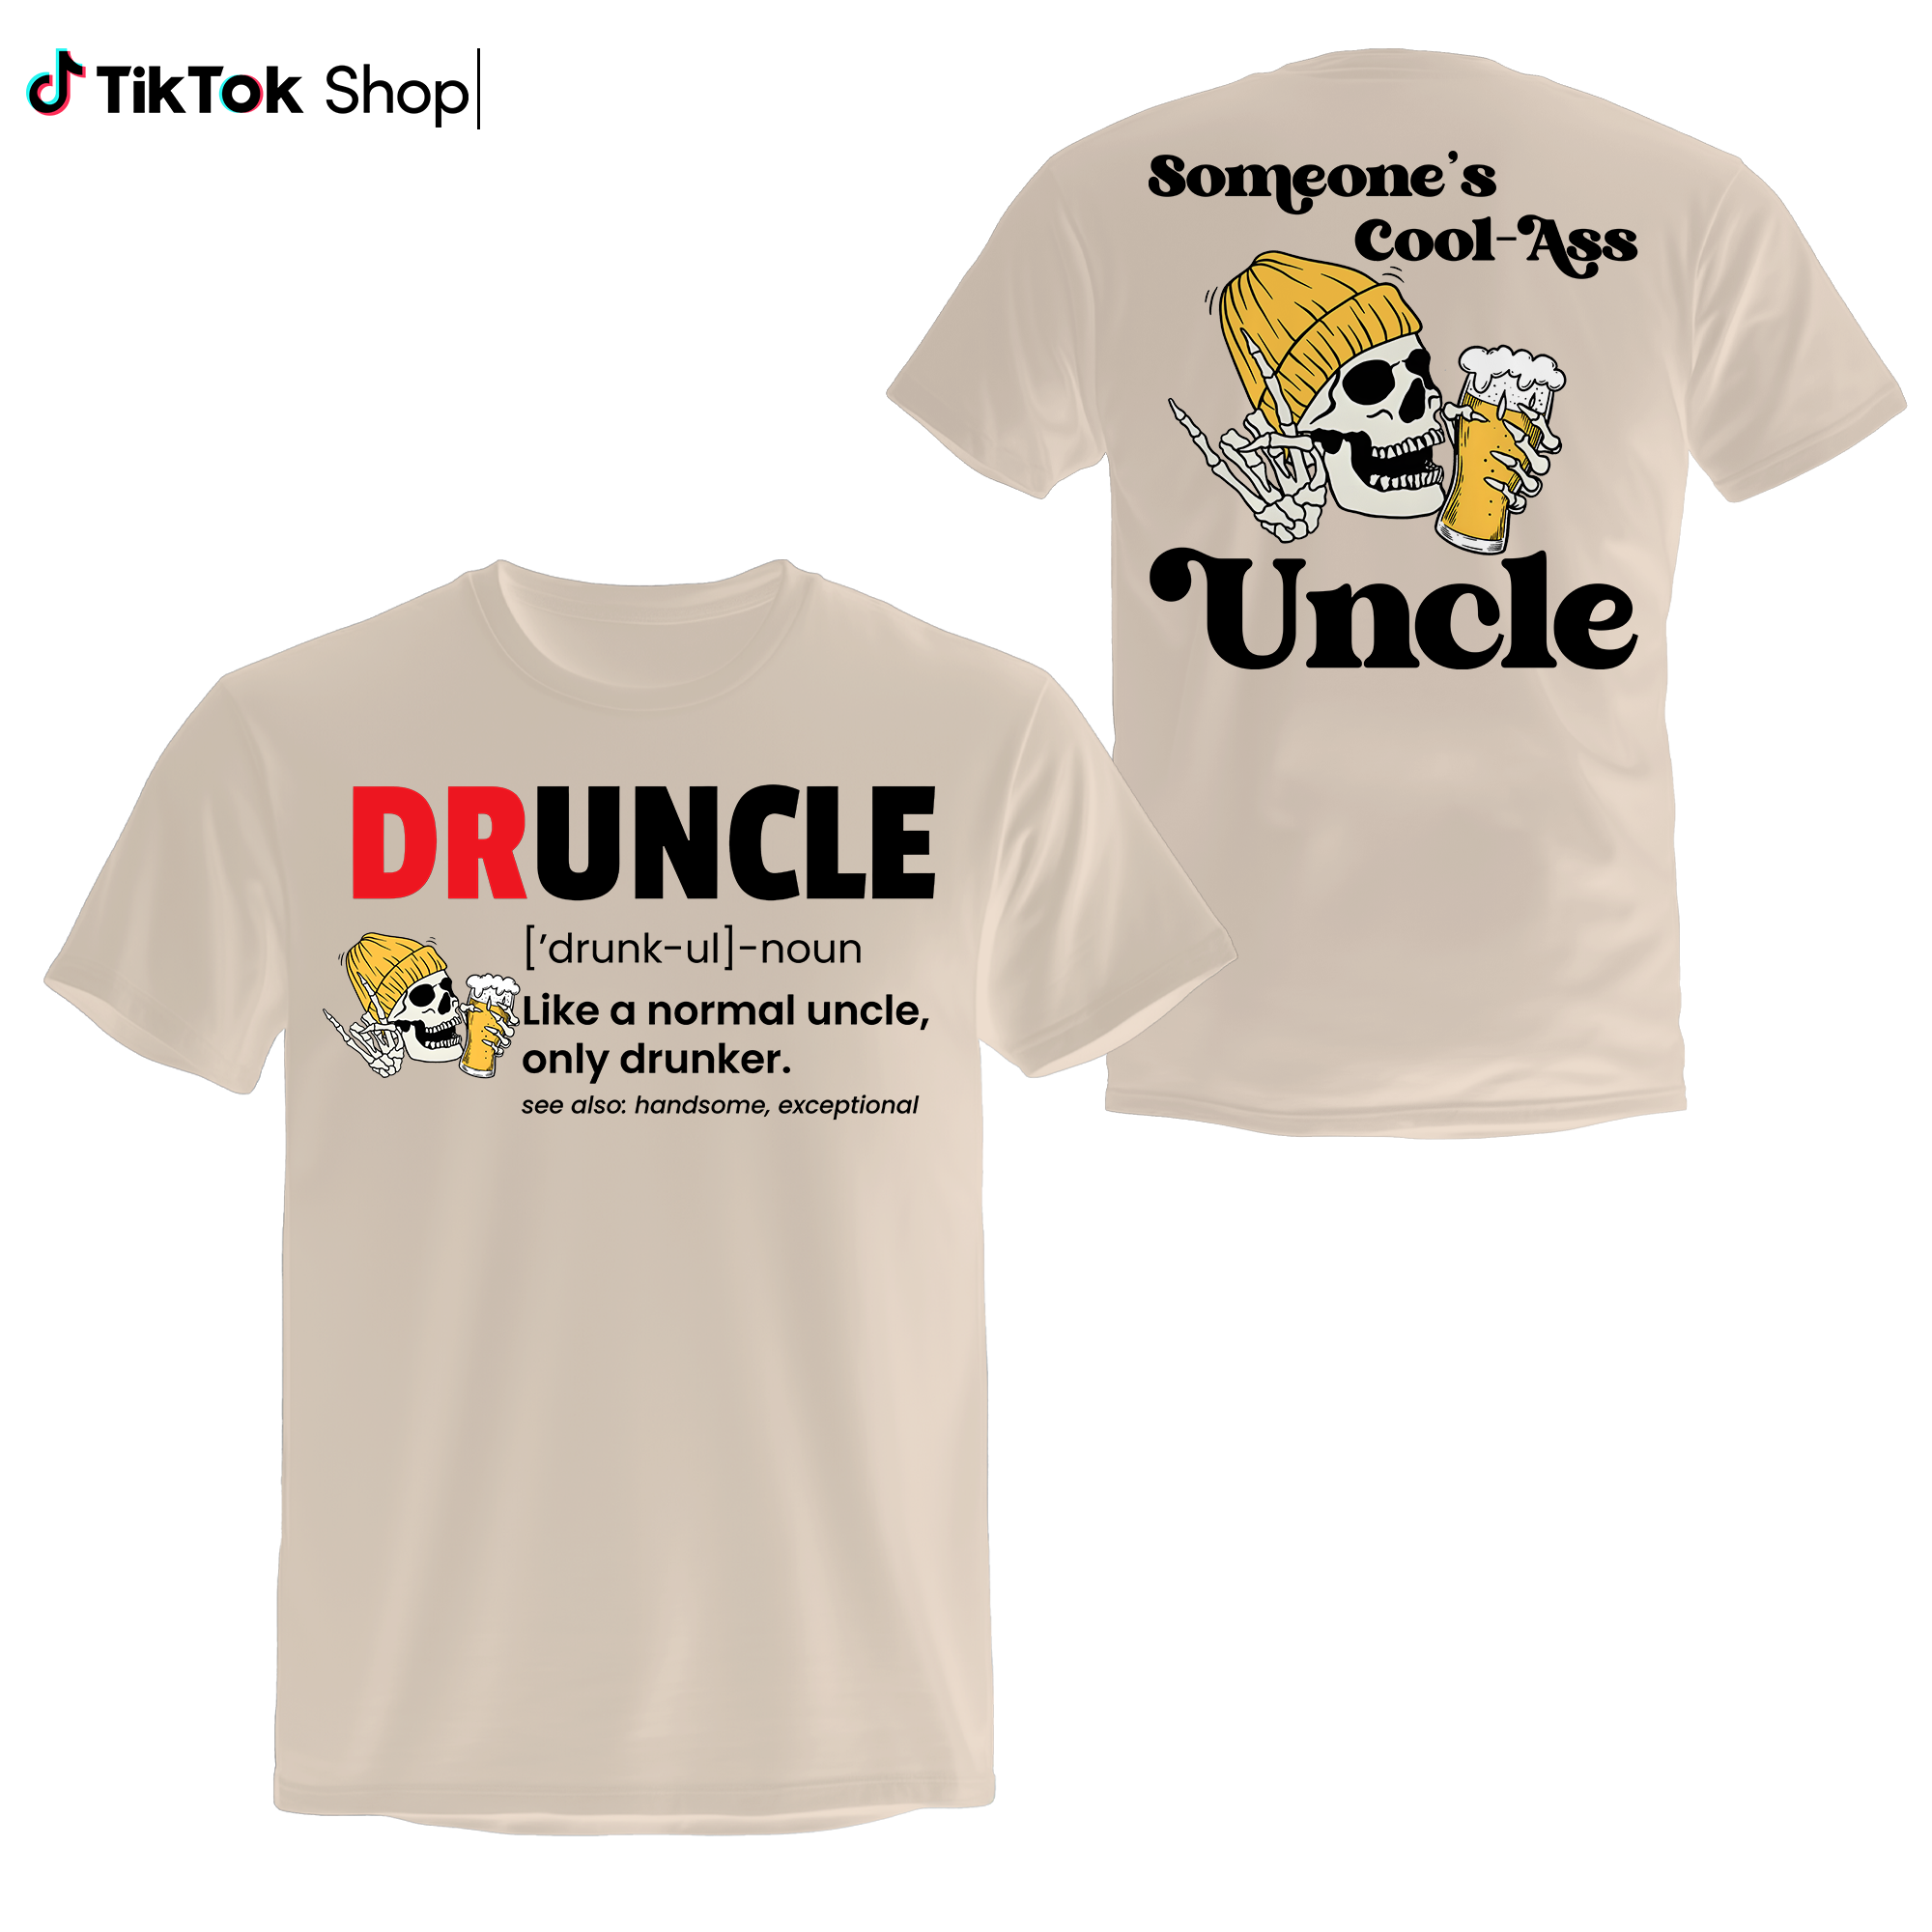 TikTok Shop
Someone's
Cool-Ass
Uncle
DRUNCLE
['drunk-ul]-noun
Like a normal uncle,
only drunker.
see also: handsome, exceptional